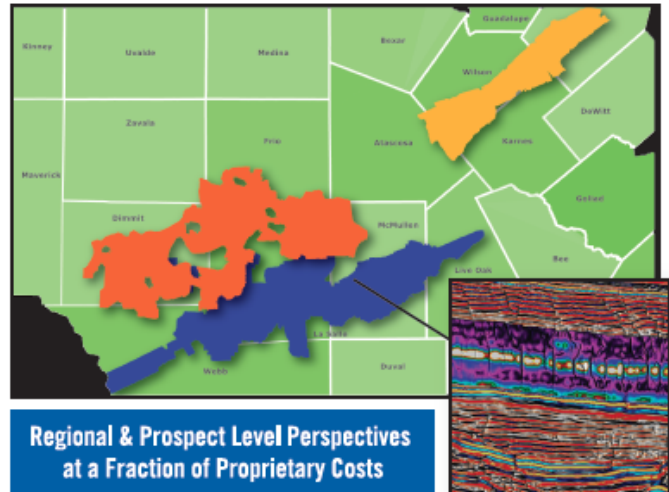 Guadalupe
Kinney
Uvalde
Medina
Bexar
Wilson
Zavala
DeWitt
Frio
Atascosa
Karnes
Maverick
Goliad
Dimmit
McMullen
Bee
Live Oak
La Salle
Webb
Duval
Regional & Prospect Level Perspectives
at a Fraction of Proprietary Costs